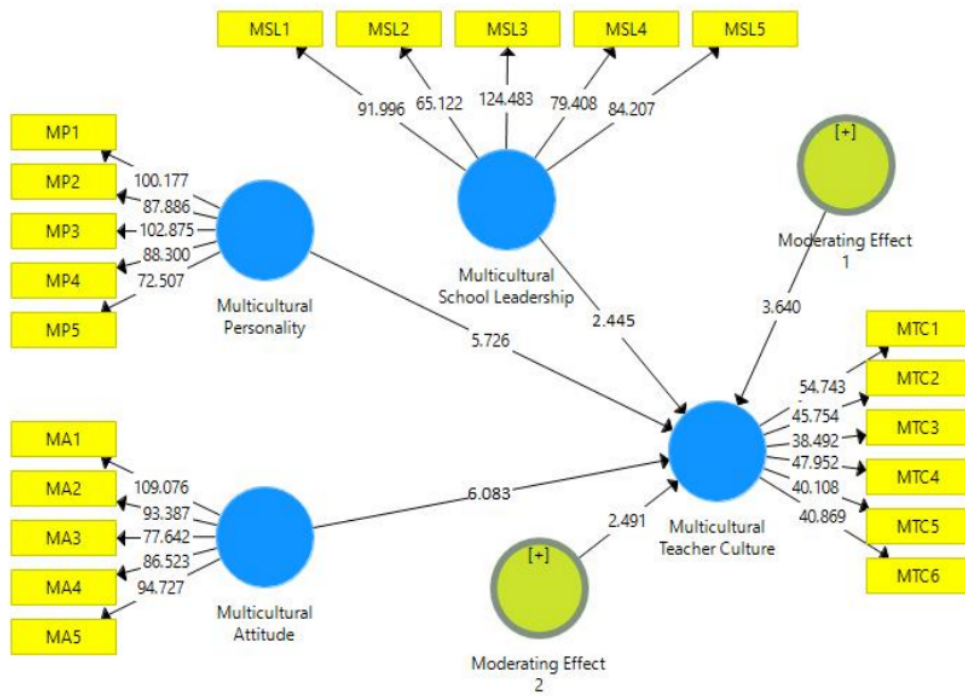 MSL1
MSL2
MSL3
MSL4
MSL5
91.996
65.122
124.483
79.408
84.207
MP1
MP2
MP3
MP4
MP5
100.177
87.886
102.875
88.300
72.507
Multicultural
Personality
Multicultural
School Leadership
[+]
Moderating Effect
1
5.726
2.445
3.640
MA1
MA2
MA3
MA4
MA5
109.076
93.387
77.642
86.523
94.727
Multicultural
Attitude
6.083
2.491
[+]
Moderating Effect
2
Multicultural
Teacher Culture
54.743
45.754
38.492
47.952
40.108
40.869
MTC1
MTC2
MTC3
MTC4
MTC5
MTC6